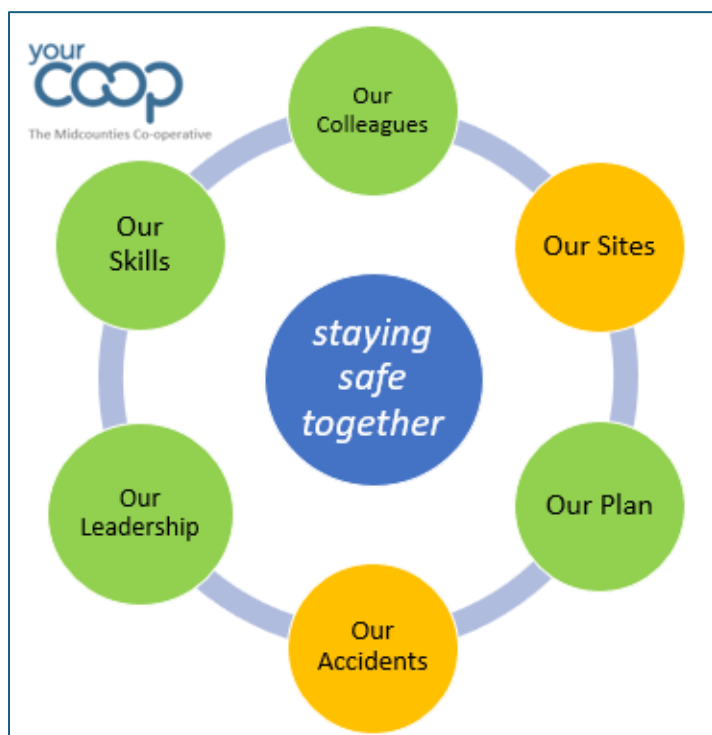 your
coop
The Midcounties Co-operative
Our
Colleagues
Our Sites
Our Plan
Our
Accidents
Our
Leadership
Our
Skills
staying
safe
together